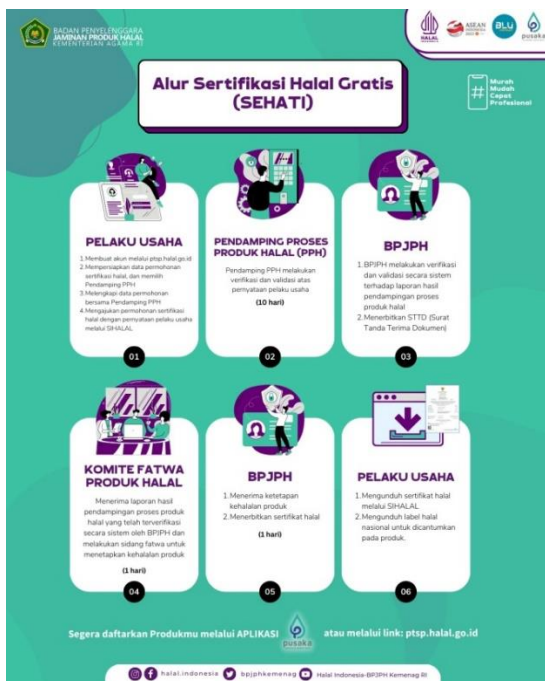 BADAN PENYELENGGARA
JAMINAN PRODUK HALAL
KEMENTERIAN AGAMA RI
HALAL
INDONESIA
ASEAN
INDONESIA
2023
BLU
pusaka
Alur Sertifikasi Halal Gratis
(SEHATI)
#
Murah
Mudah
Cepat
Profesional
PELAKU USAHA
1. Membuat akun melalui ptsp.halal.go.id
2. Mempersiapkan data permohonan
sertifikasi halal, dan memilih
Pendamping PPH
3. Melengkapi data permohonan
bersama Pendamping PPH
4. Mengajukan permohonan sertifikasi
halal dengan pernyataan pelaku usaha
melalui SIHALAL
01
PENDAMPING PROSES
PRODUK HALAL (PPH)
Pendamping PPH melakukan
verifikasi dan validasi atas
pernyataan pelaku usaha
(10 hari)
02
BPJPH
1. BPJPH melakukan verifikasi
dan validasi secara sistem
terhadap laporan hasil
pendampingan proses
produk halal
2. Menerbitkan STTD (Surat
Tanda Terima Dokumen)
03
KOMITE FATWA
PRODUK HALAL
Menerima laporan hasil
pendampingan proses produk
halal yang telah terverifikasi
secara sistem oleh BPJPH dan
melakukan sidang fatwa untuk
menetapkan kehalalan produk
(1 hari)
04
BPJPH
1. Menerima ketetapan
kehalalan produk
2. Menerbitkan sertifikat halal
(1 hari)
05
PELAKU USAHA
1. Mengunduh sertifikat halal
melalui SIHALAL
2. Mengunduh label halal
nasional untuk dicantumkan
pada produk.
06
Segera daftarkan Produkmu melalui APLIKASI pusaka atau melalui link: ptsp.halal.go.id
halal.indonesia bpjphkemenag Halal Indonesia-BPJPH Kemenag RI